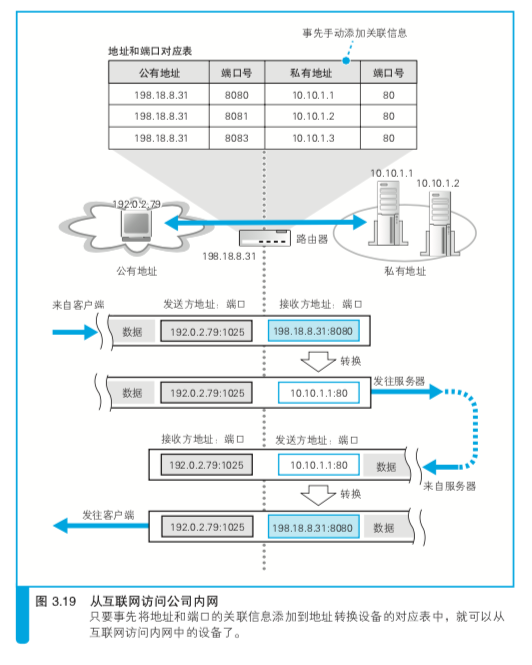 事先手动添加关联信息
地址和端口对应表
公有地址 端口号 私有地址 端口号
198.18.8.31 8080 10.10.1.1 80
198.18.8.31 8081 10.10.1.2 80
198.18.8.31 8083 10.10.1.3 80
10.10.1.1
10.10.1.2
192.0.2.79
路由器
198.18.8.31
公有地址
私有地址
来自客户端
发送方地址：端口 接收方地址：端口
数据 192.0.2.79:1025 198.18.8.31:8080
转换
数据 192.0.2.79:1025 10.10.1.1:80
发往服务器
接收方地址：端口 发送方地址：端口
192.0.2.79:1025 10.10.1.1:80 数据
来自服务器
转换
发往客户端
192.0.2.79:1025 198.18.8.31:8080 数据
图 3.19 从互联网访问公司内网
只要事先将地址和端口的关联信息添加到地址转换设备的对应表中，就可以从
互联网访问内网中的设备了。